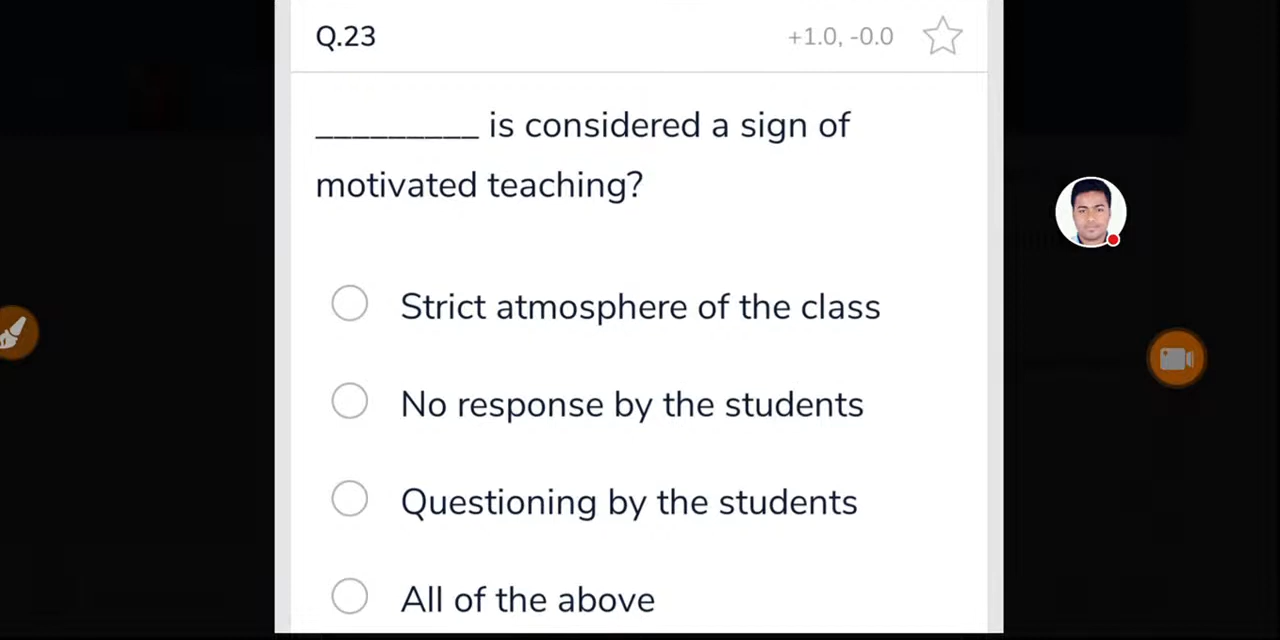 Q.23
+1.0, -0.0
_________ is considered a sign of
motivated teaching?
Strict atmosphere of the class
No response by the students
Questioning by the students
All of the above